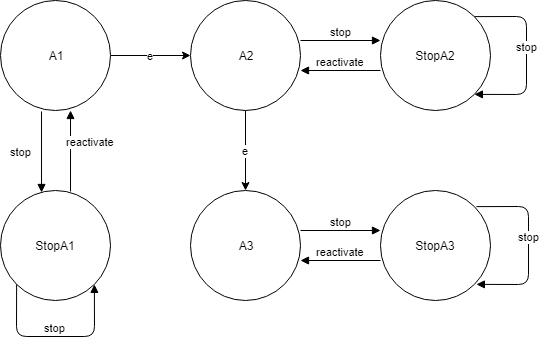 A1
e
A2
stop
reactivate
StopA2
stop
stop
reactivate
e
StopA1
stop
A3
stop
reactivate
StopA3
stop